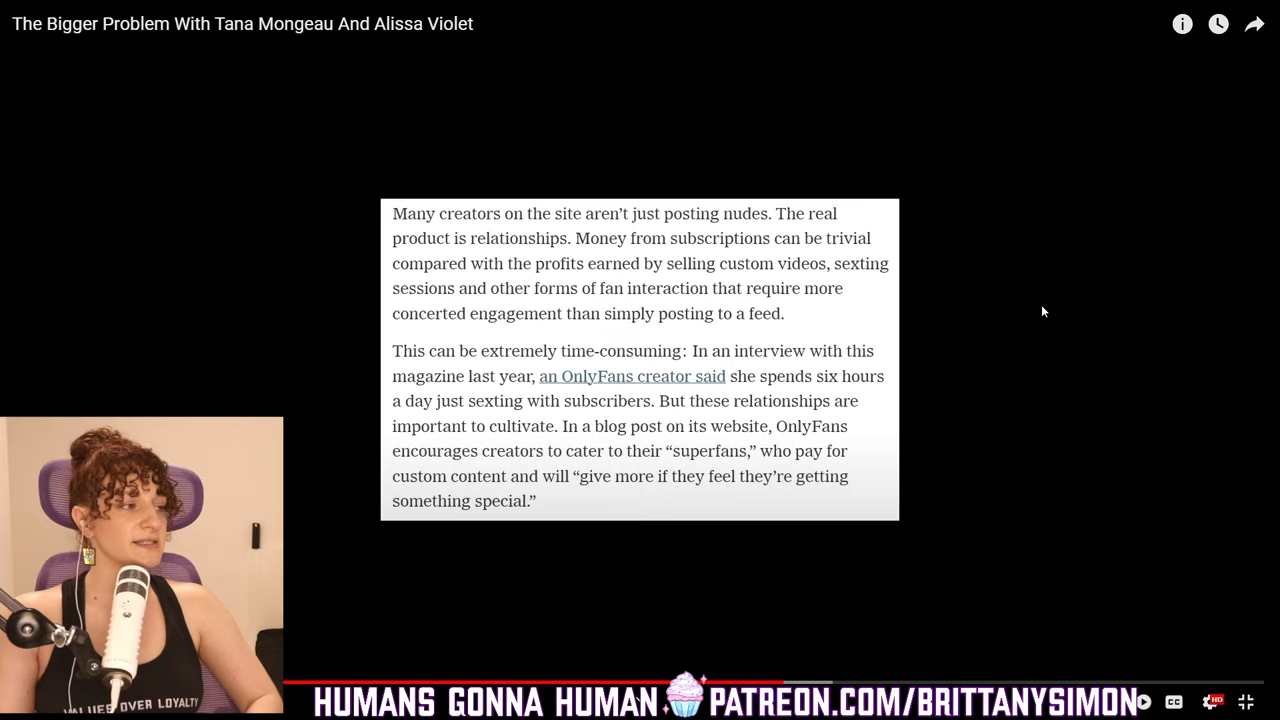 The Bigger Problem With Tana Mongeau And Alissa Violet
Many creators on the site aren’t just posting nudes. The real
product is relationships. Money from subscriptions can be trivial
compared with the profits earned by selling custom videos, sexting
sessions and other forms of fan interaction that require more
concerted engagement than simply posting to a feed.
This can be extremely time-consuming: In an interview with this
magazine last year, an OnlyFans creator said she spends six hours
a day just sexting with subscribers. But these relationships are
important to cultivate. In a blog post on its website, OnlyFans
encourages creators to cater to their “superfans,” who pay for
custom content and will “give more if they feel they’re getting
something special.”
VALUES OVER LOYALTY
HUMANS GONNA HUMAN PATREON.COM/BRITTANYSIMON
CC
HD